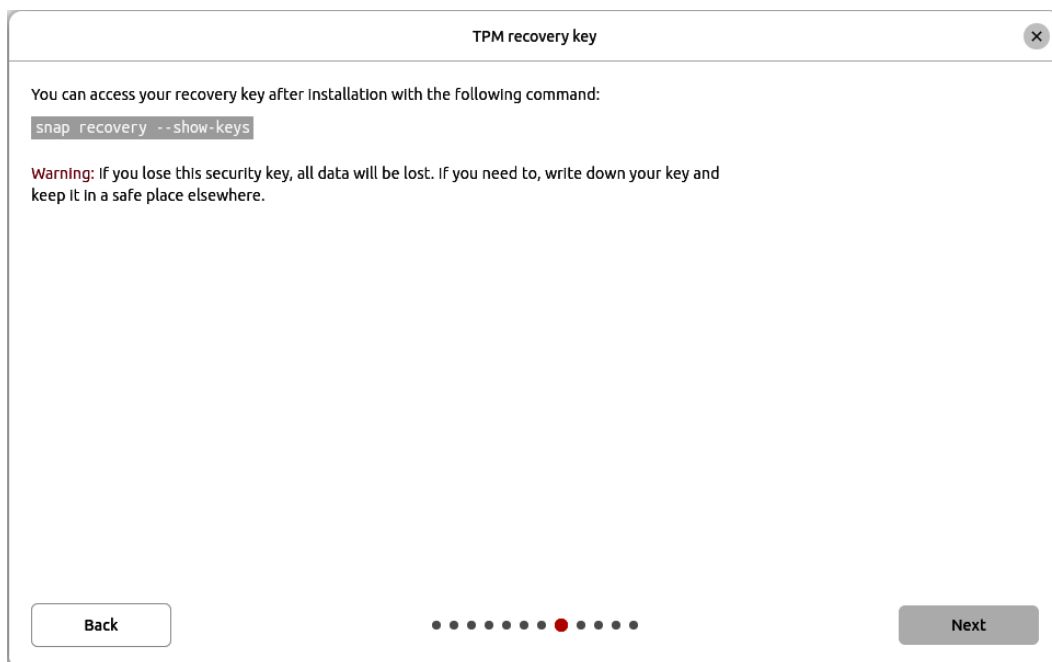 TPM recovery key
You can access your recovery key after installation with the following command:
snap recovery --show-keys
Warning: If you lose this security key, all data will be lost. If you need to, write down your key and
keep it in a safe place elsewhere.
Back
Next